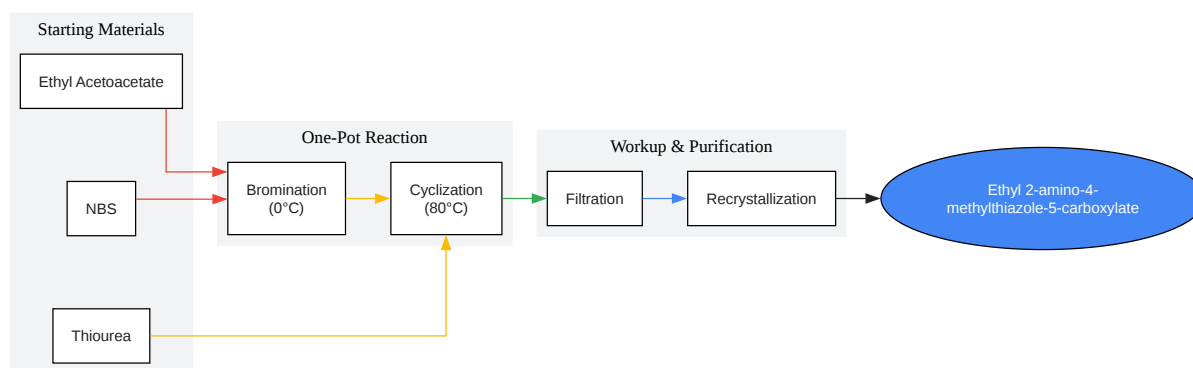 Starting Materials
Ethyl Acetoacetate
NBS
Thiourea
One-Pot Reaction
Bromination
(0°C)
Cyclization
(80°C)
Workup & Purification
Filtration
Recrystallization
Ethyl 2-amino-4-
methylthiazole-5-carboxylate